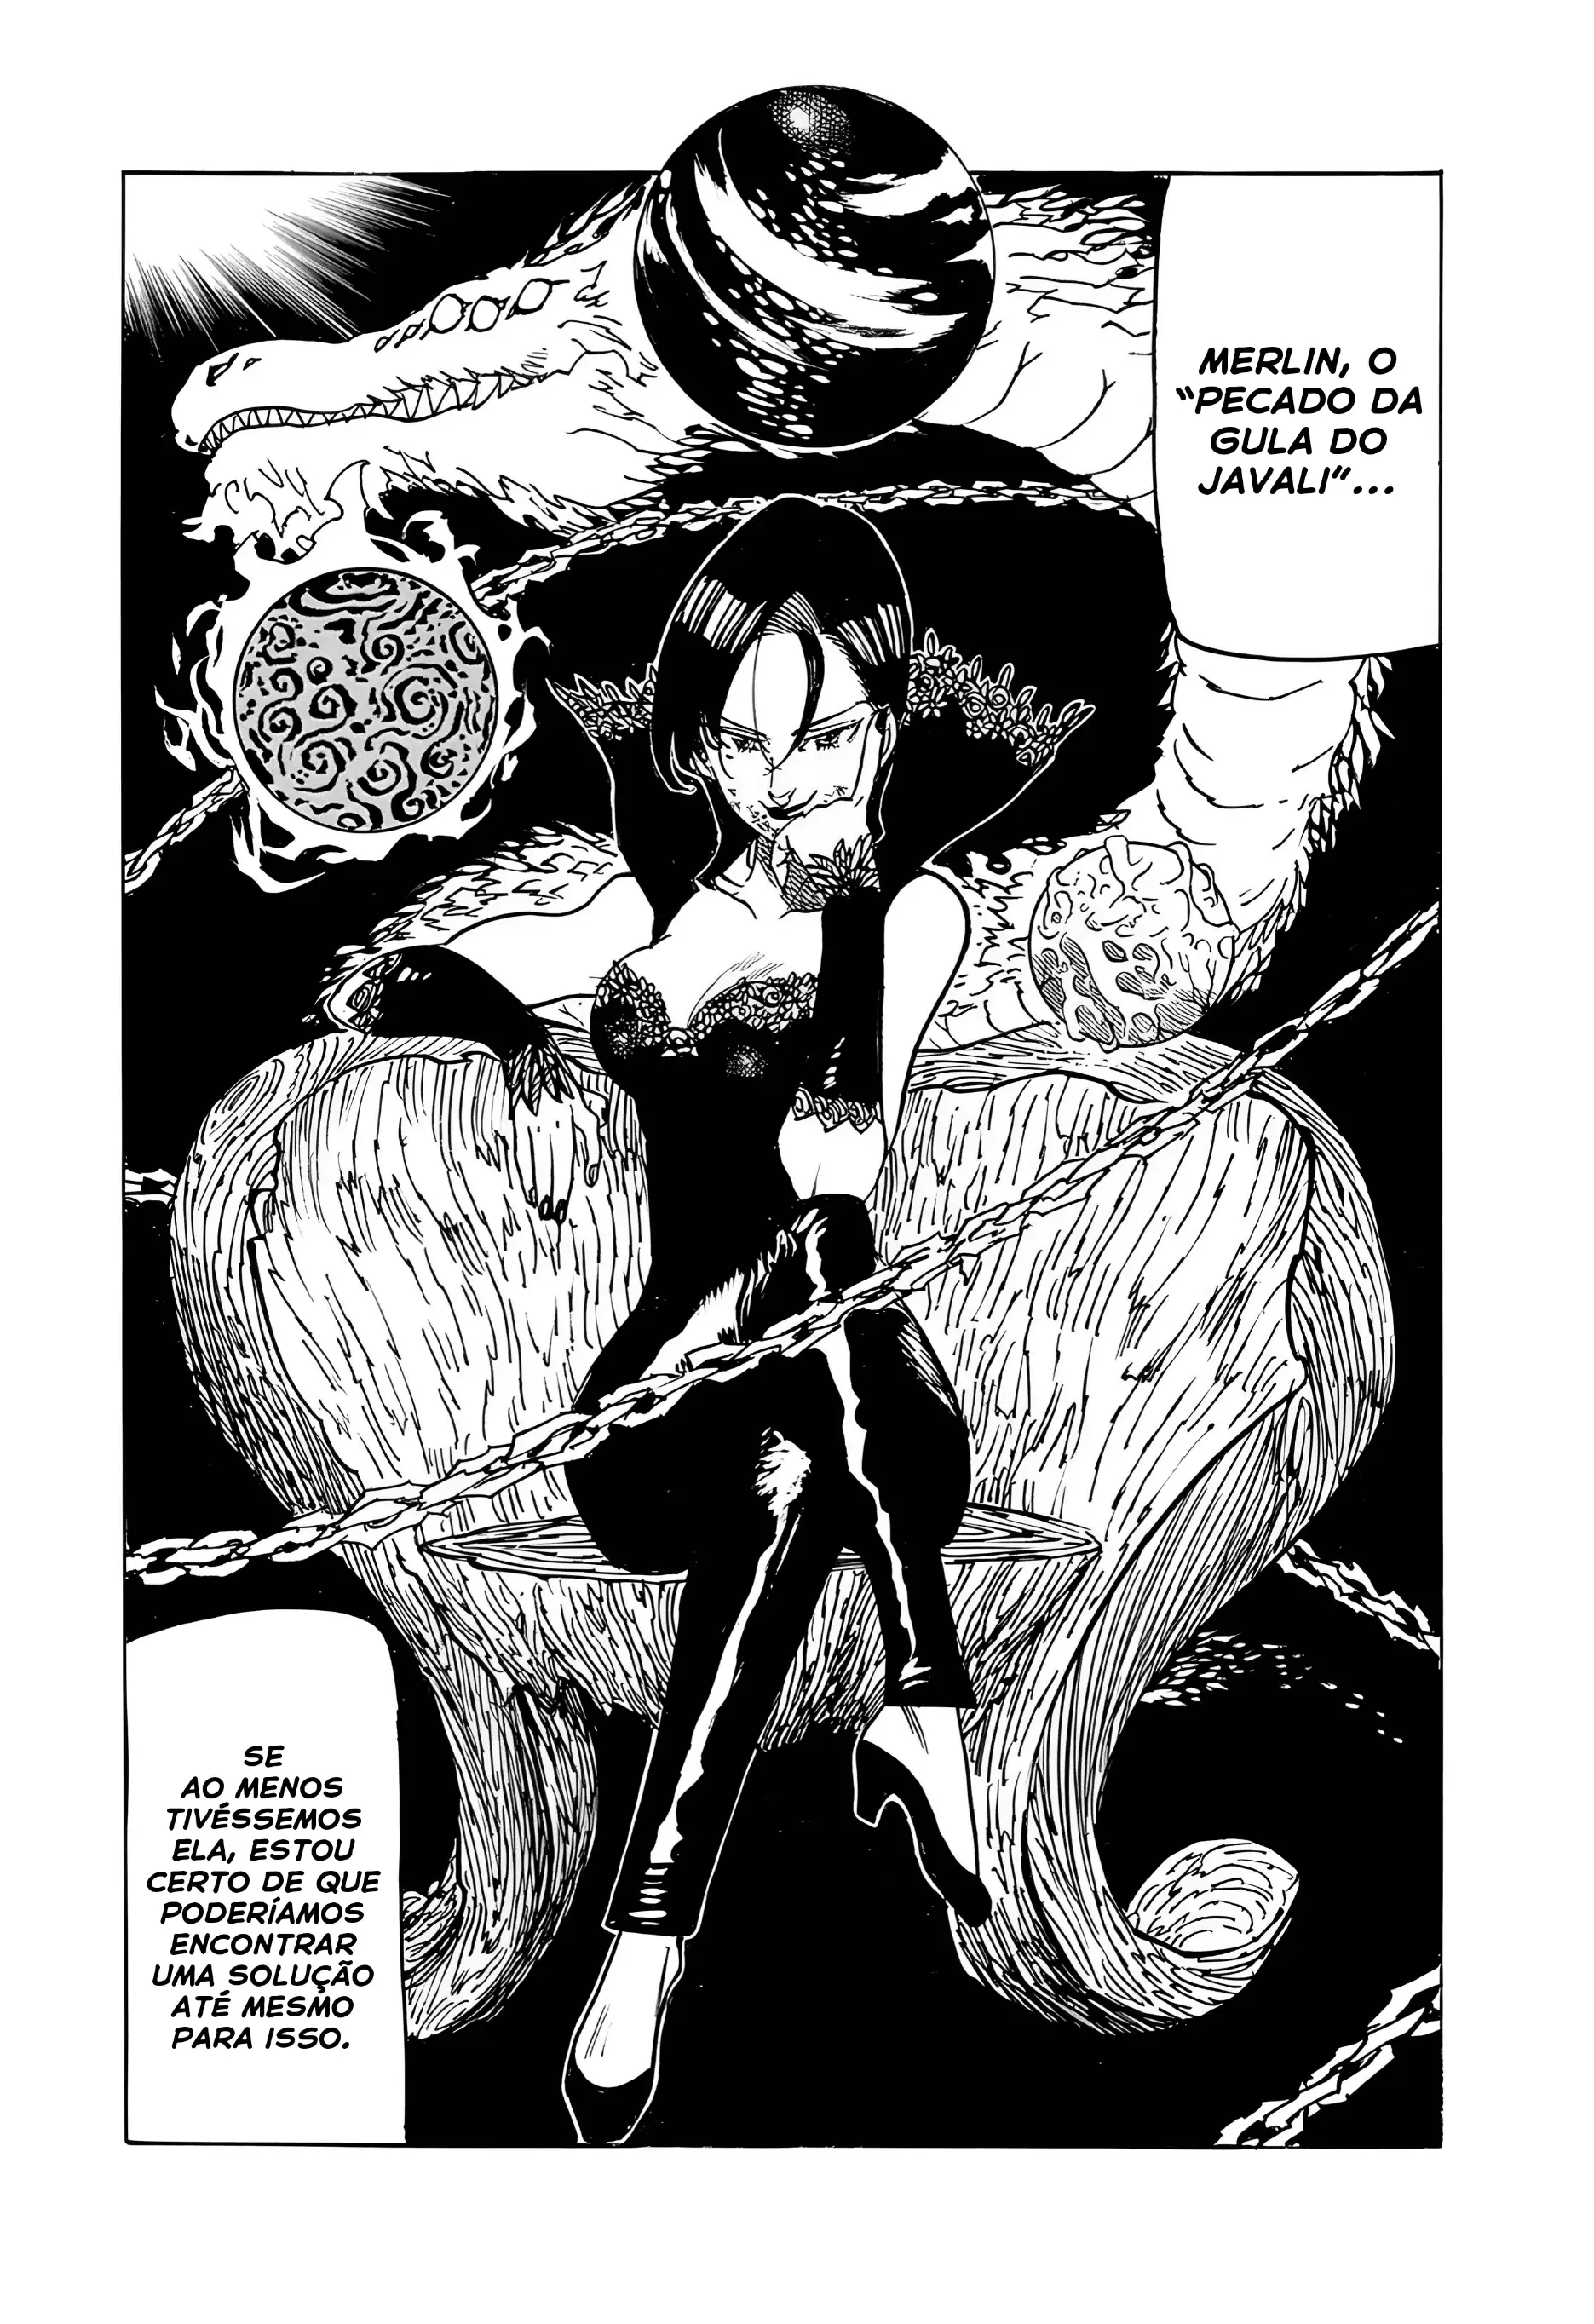 MERLIN, O
"PECADO DA
GULA DO
JAVALI"...
SE
AO MENOS
TIVÉSSEMOS
ELA, ESTOU
CERTO DE QUE
PODERÍAMOS
ENCONTRAR
UMA SOLUÇÃO
ATÉ MESMO
PARA ISSO.